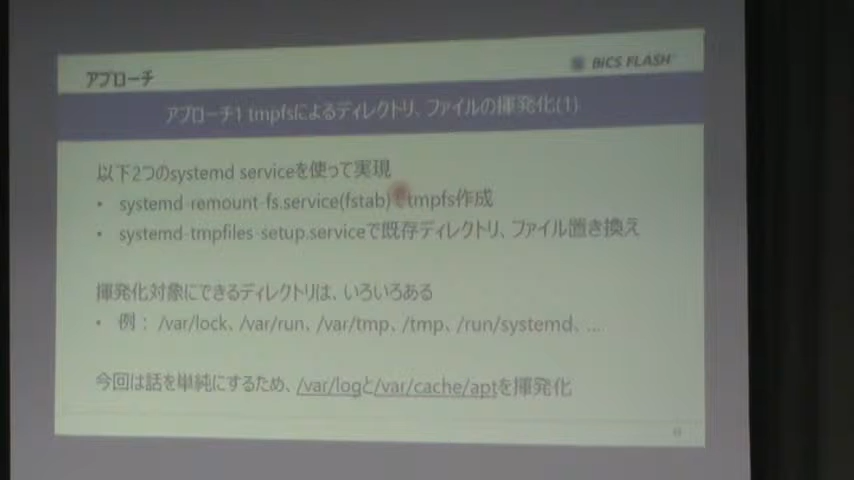 アプローチ
BiCS FLASH
アプローチ1 tmpfsによるディレクトリ、ファイルの揮発化(1)
以下2つのsystemd serviceを使って実現
• systemd-remount-fs.service(fstab)でtmpfs作成
• systemd-tmpfiles-setup.serviceで既存ディレクトリ、ファイル置き換え
揮発化対象にできるディレクトリは、いろいろある
• 例： /var/lock、/var/run、/var/tmp、/tmp、/run/systemd、…
今回は話を単純にするため、/var/logと/var/cache/aptを揮発化